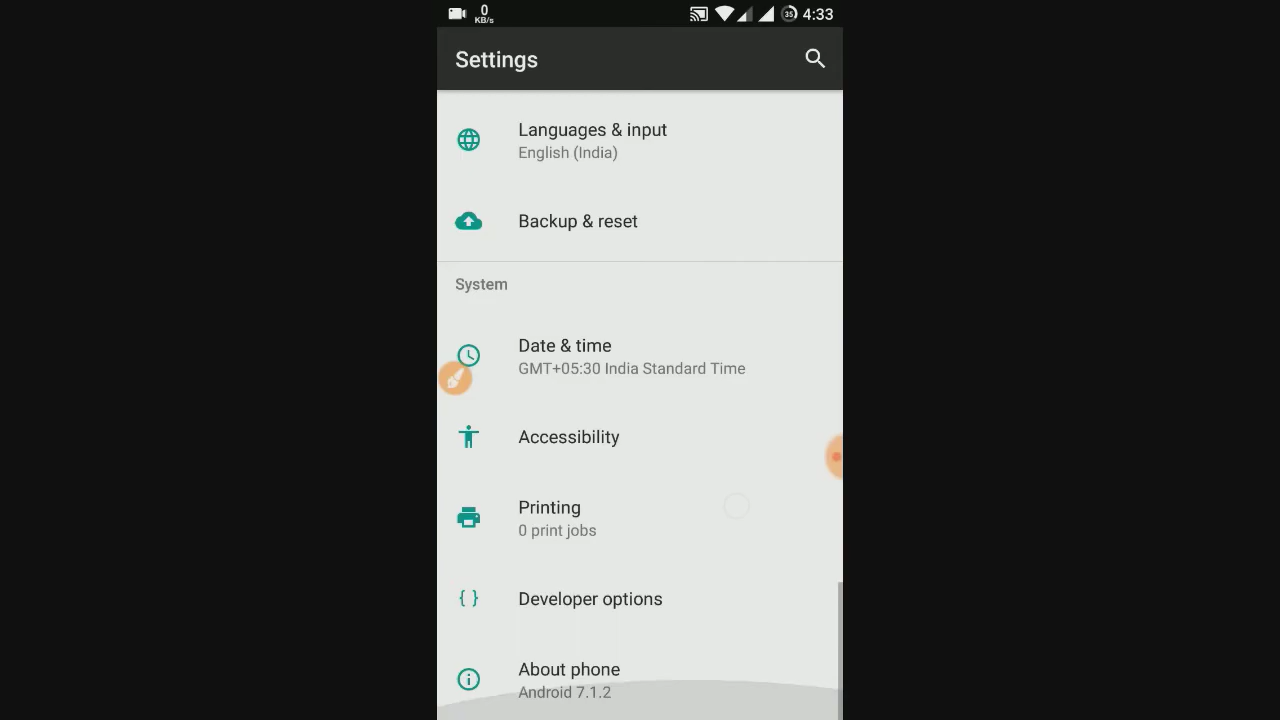 0
KB/s
35
4:33
Settings
Languages & input
English (India)
Backup & reset
System
Date & time
GMT+05:30 India Standard Time
Accessibility
Printing
0 print jobs
{ } Developer options
About phone
Android 7.1.2